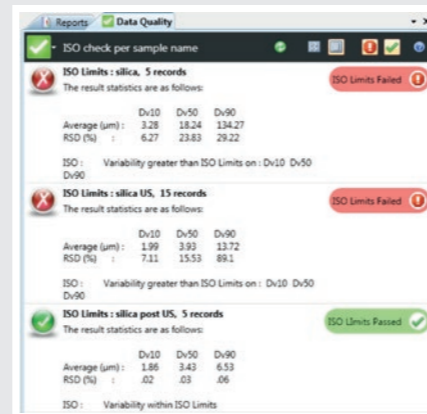 Reports Data Quality
ISO check per sample name
ISO Limits : silica, 5 records
ISO Limits Failed
The result statistics are as follows:
Dv10 Dv50 Dv90
Average (µm) : 3.28 18.24 134.27
RSD (%) : 6.27 23.83 29.22
ISO : Variability greater than ISO Limits on : Dv10 Dv50
Dv90
ISO Limits : silica US, 15 records
ISO Limits Failed
The result statistics are as follows:
Dv10 Dv50 Dv90
Average (µm) : 1.99 3.93 13.72
RSD (%) : 7.11 15.53 89.1
ISO : Variability greater than ISO Limits on : Dv10 Dv50
Dv90
ISO Limits : silica post US, 5 records
ISO Limits Passed
The result statistics are as follows:
Dv10 Dv50 Dv90
Average (µm) : 1.86 3.43 6.53
RSD (%) : .02 .03 .06
ISO : Variability within ISO Limits